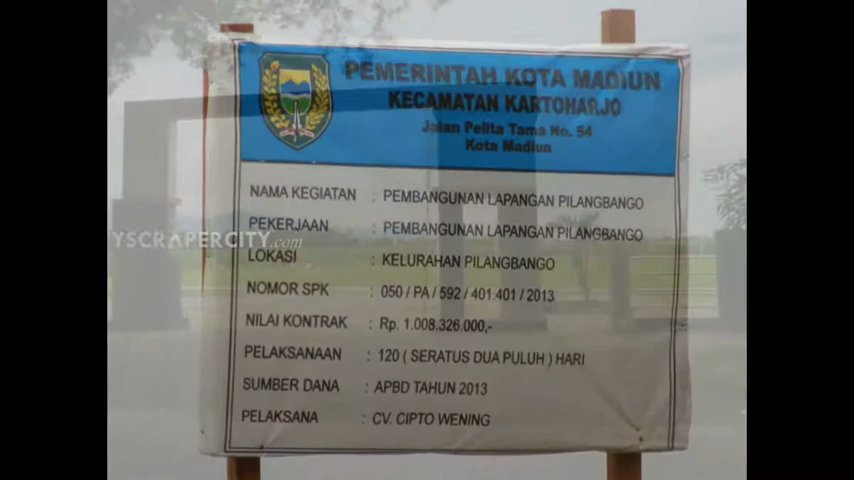 PEMERINTAH KOTA MADIUN
KECAMATAN KARTOHARJO
Jalan Pelita Tama No. 54
Kota Madiun
NAMA KEGIATAN : PEMBANGUNAN LAPANGAN PILANGBANGO
PEKERJAAN : PEMBANGUNAN LAPANGAN PILANGBANGO
YSCRAPERCITY.com
LOKASI : KELURAHAN PILANGBANGO
NOMOR SPK : 050 / PA / 592 / 401.401 / 2013
NILAI KONTRAK : Rp. 1.008.326.000,-
PELAKSANAAN : 120 ( SERATUS DUA PULUH ) HARI
SUMBER DANA : APBD TAHUN 2013
PELAKSANA : CV. CIPTO WENING